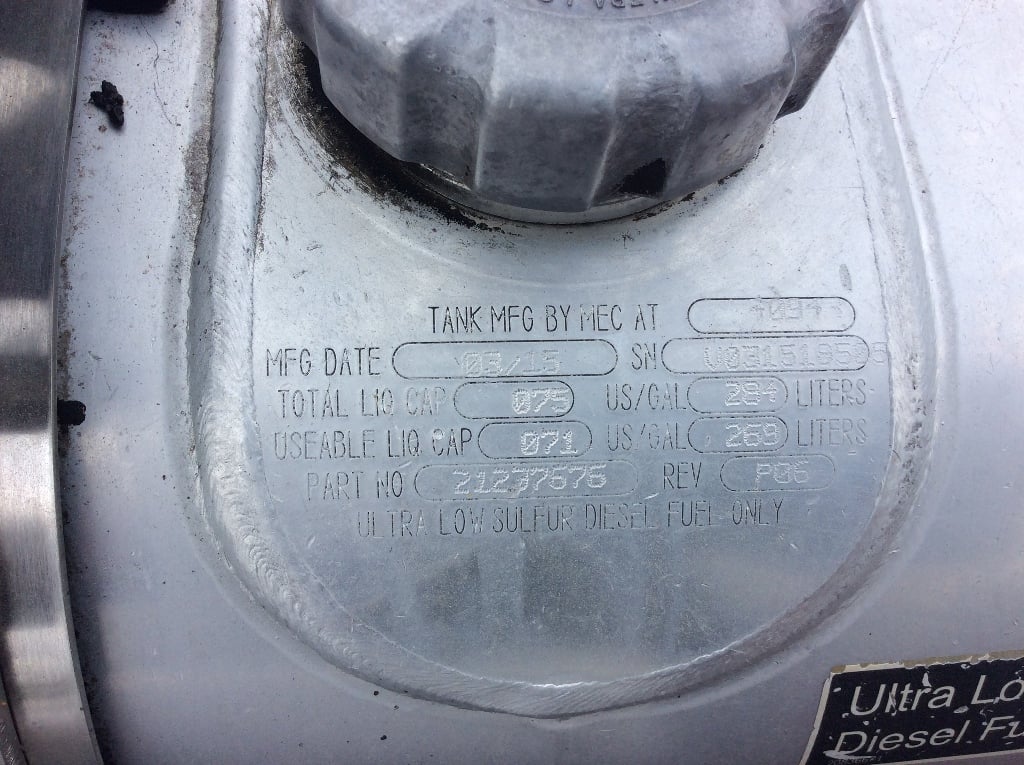 TANK MFG BY MEC AT
MFG DATE 03/15 SN
TOTAL LIQ CAP 075 US/GAL 284 LITERS
USEABLE LIQ CAP 071 US/GAL 269 LITERS
PART NO 21237676 REV P06
ULTRA LOW SULFUR DIESEL FUEL ONLY
Ultra Lo
Diesel Fu